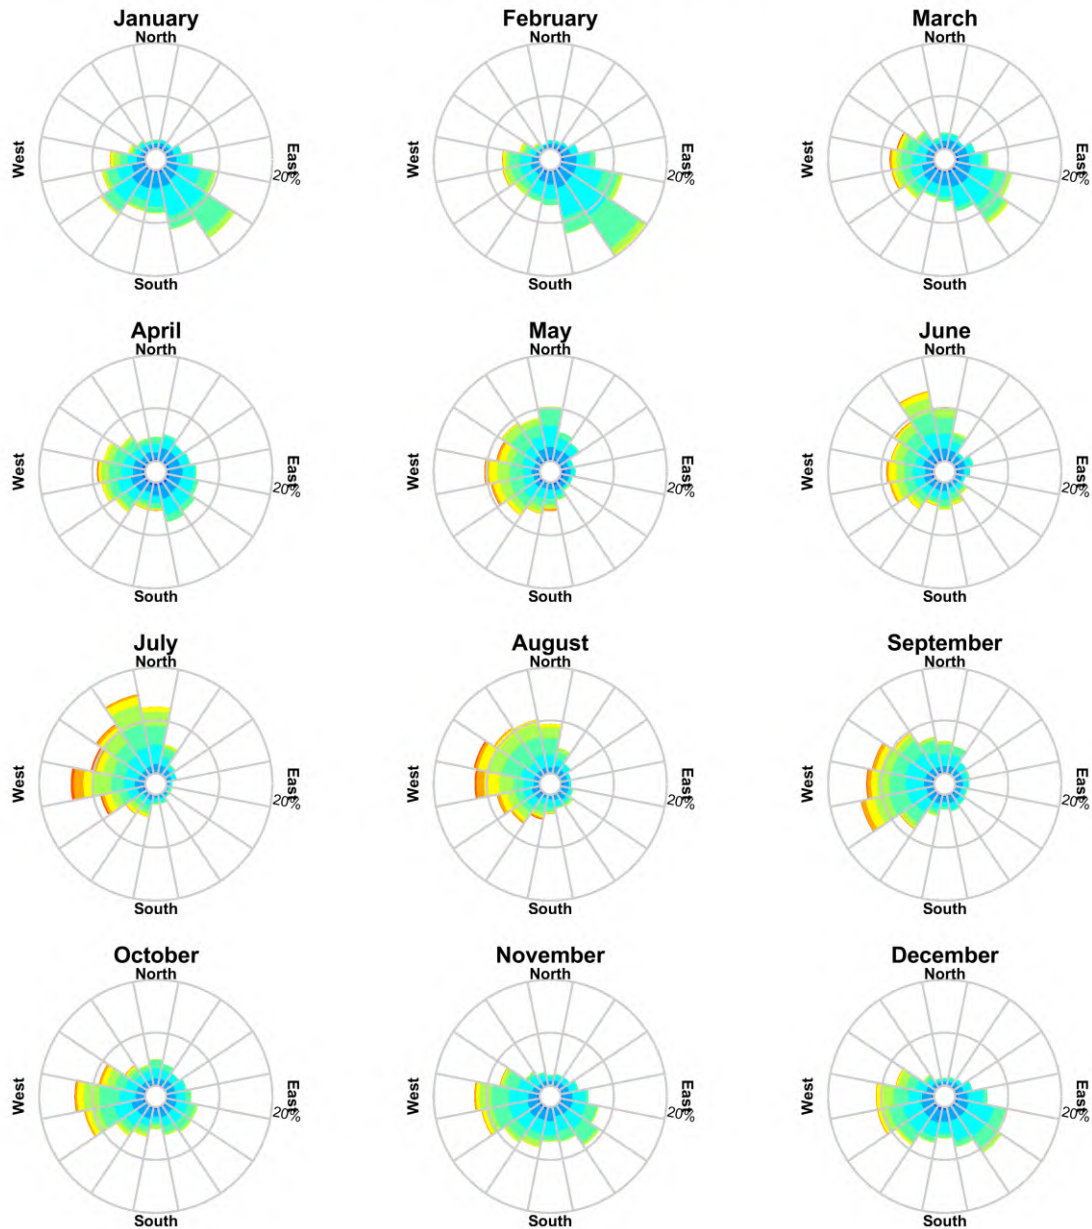 January
North
West
East
20%
South
February
North
West
East
20%
South
March
North
West
East
20%
South
April
North
West
East
20%
South
May
North
West
East
20%
South
June
North
West
East
20%
South
July
North
West
East
20%
South
August
North
West
East
20%
South
September
North
West
East
20%
South
October
North
West
East
20%
South
November
North
West
East
20%
South
December
North
West
East
20%
South